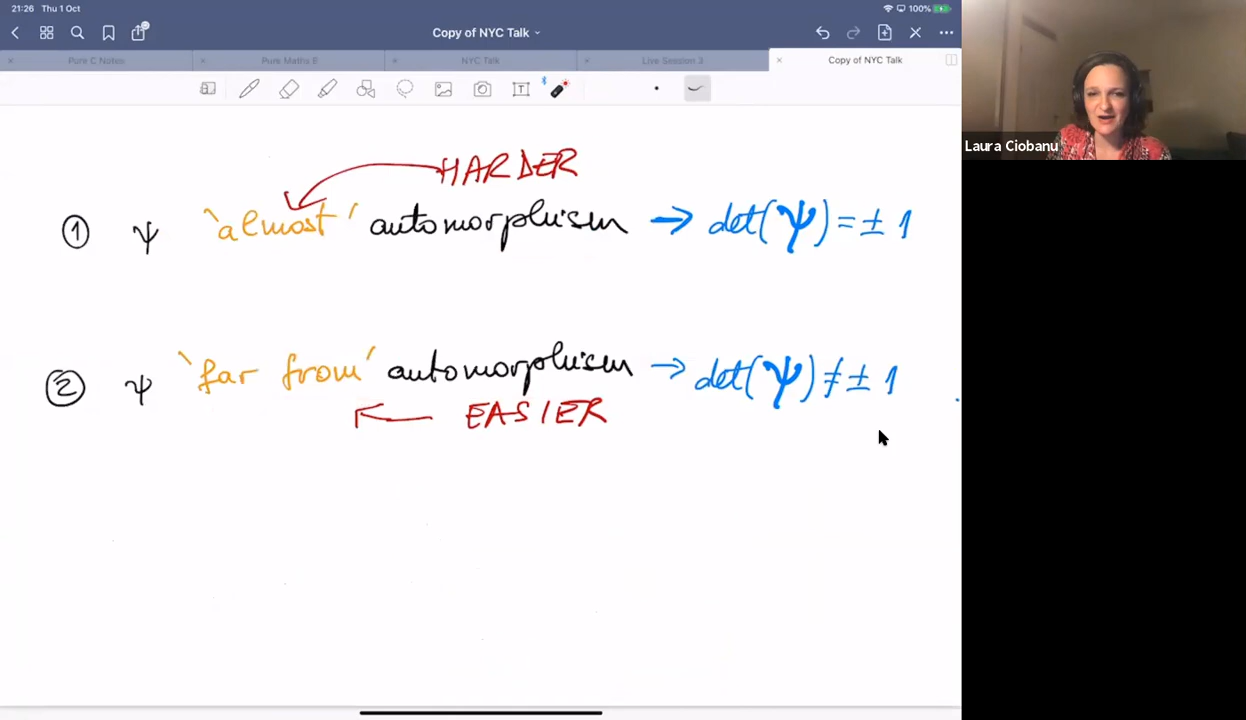 21:26 Thu 1 Oct
100%
Copy of NYC Talk
Pure C Notes
Pure Maths B
NYC Talk
Live Session 3
Copy of NYC Talk
Laura Ciobanu
HARDER
① ψ `almost' automorphism → det(ψ) = ± 1
② ψ `far from' automorphism → det(ψ) ≠ ± 1
← EASIER